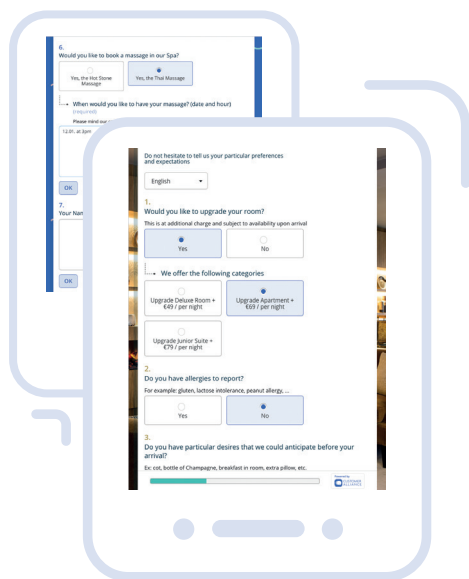 6.
Would you like to book a massage in our Spa?
Yes, the Hot Stone
Massage
Yes, the Thai Massage
When would you like to have your massage? (date and hour)
(required)
Please mind our
12.01. at 2pm
OK
7.
Your Nam
OK
Do not hesitate to tell us your particular preferences
and expectations
English
1.
Would you like to upgrade your room?
This is at additional charge and subject to availability upon arrival
Yes
No
We offer the following categories
Upgrade Deluxe Room +
€49 / per night
Upgrade Apartment +
€69 / per night
Upgrade Junior Suite +
€79 / per night
2.
Do you have allergies to report?
For example: gluten, lactose intolerance, peanut allergy, ...
Yes
No
3.
Do you have particular desires that we could anticipate before your
arrival?
Ex: cot, bottle of Champagne, breakfast in room, extra pillow, etc.
Powered by
CUSTOMER
ALLIANCE